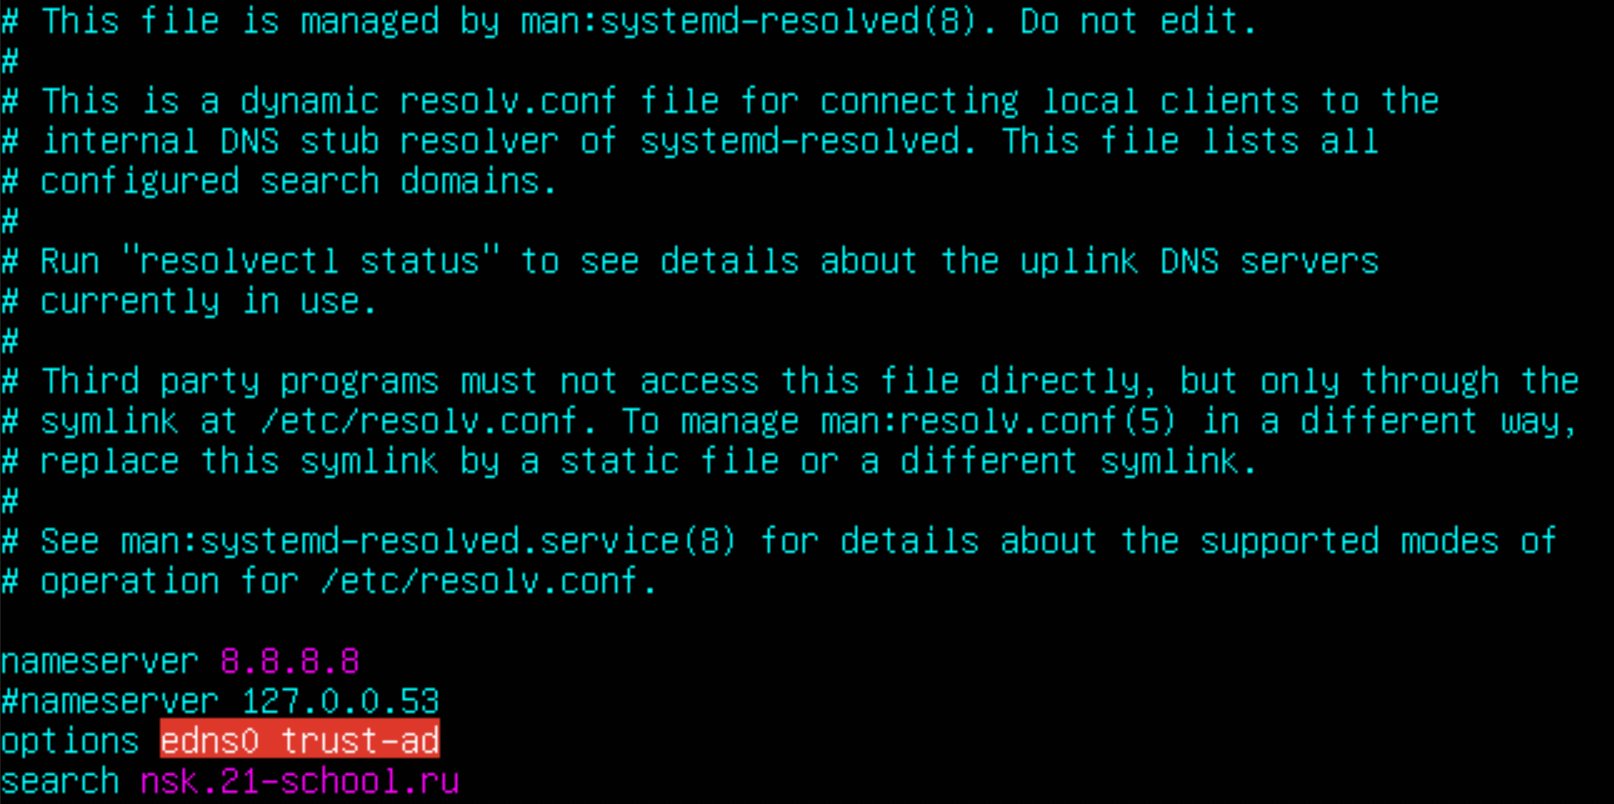 # This file is managed by man:systemd-resolved(8). Do not edit.
#
# This is a dynamic resolv.conf file for connecting local clients to the
# internal DNS stub resolver of systemd-resolved. This file lists all
# configured search domains.
#
# Run "resolvectl status" to see details about the uplink DNS servers
# currently in use.
#
# Third party programs must not access this file directly, but only through the
# symlink at /etc/resolv.conf. To manage man:resolv.conf(5) in a different way,
# replace this symlink by a static file or a different symlink.
#
# See man:systemd-resolved.service(8) for details about the supported modes of
# operation for /etc/resolv.conf.
nameserver 8.8.8.8
#nameserver 127.0.0.53
options edns0 trust-ad
search nsk.21-school.ru